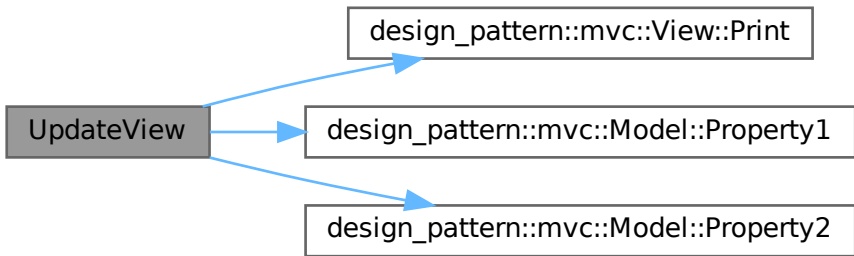 design_pattern::mvc::View::Print
UpdateView
design_pattern::mvc::Model::Property1
design_pattern::mvc::Model::Property2